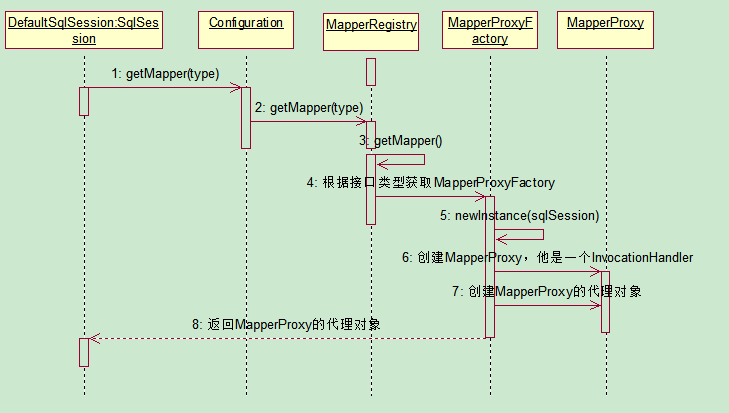 DefaultSqlSession:SqlSes
sion
Configuration
MapperRegistry
MapperProxyF
actory
MapperProxy
1: getMapper(type)
2: getMapper(type)
3: getMapper()
4: 根据接口类型获取MapperProxyFactory
5: newInstance(sqlSession)
6: 创建MapperProxy，他是一个InvocationHandler
7: 创建MapperProxy的代理对象
8: 返回MapperProxy的代理对象